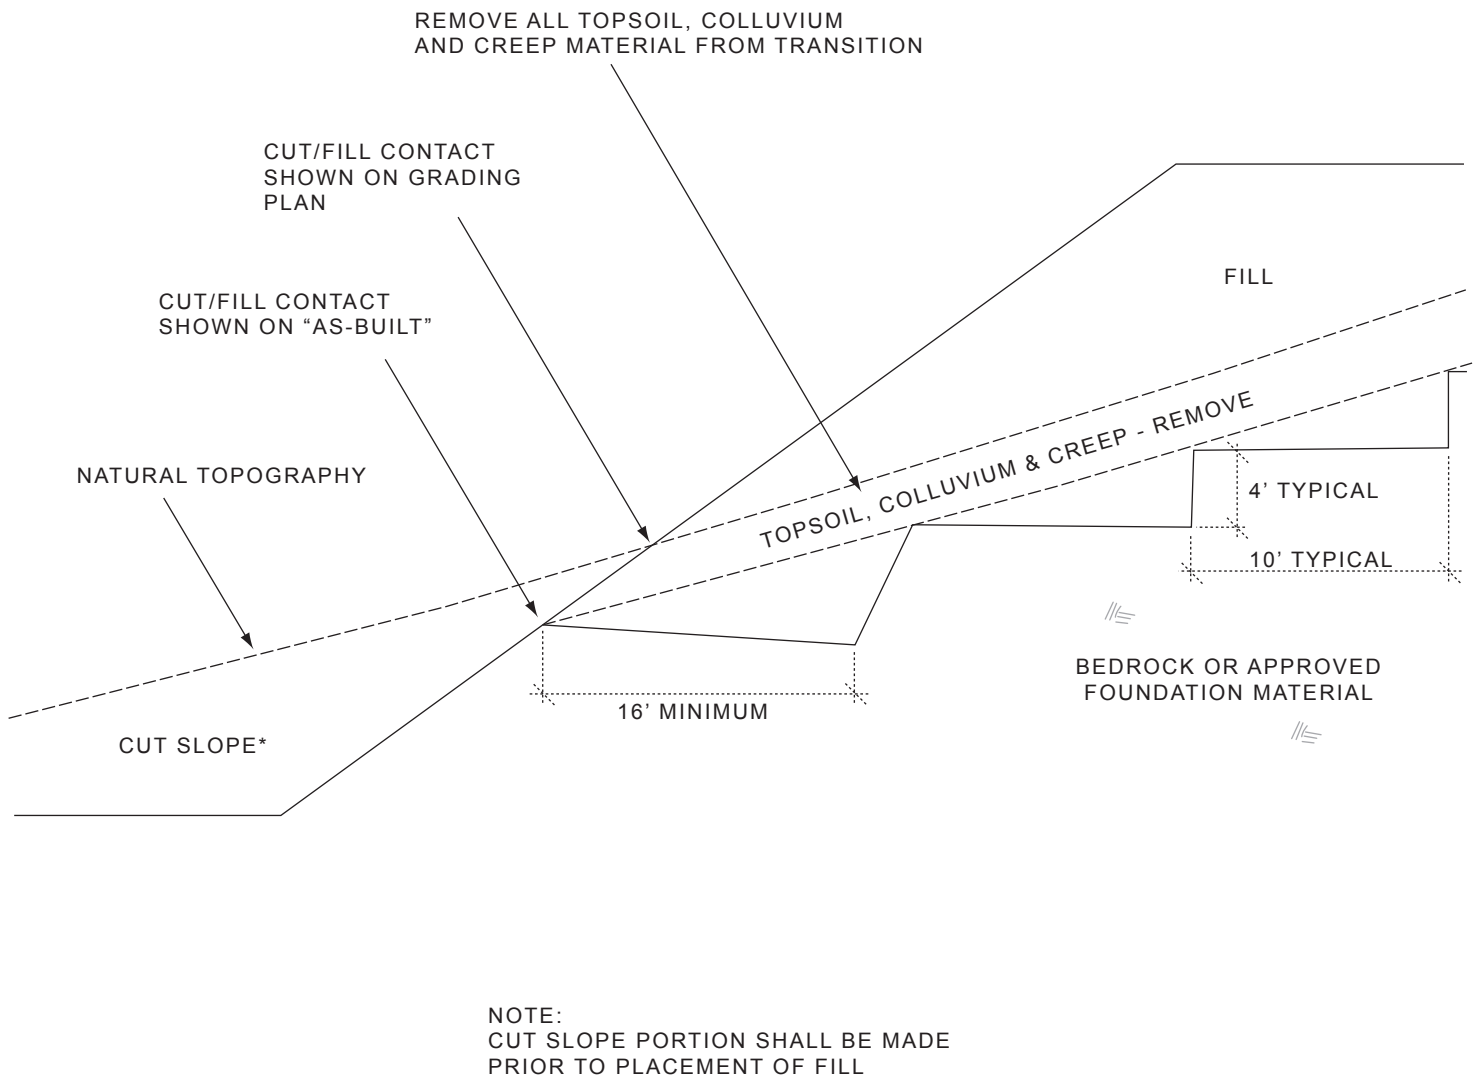 REMOVE ALL TOPSOIL, COLLUVIUM
AND CREEP MATERIAL FROM TRANSITION
CUT/FILL CONTACT
SHOWN ON GRADING
PLAN
CUT/FILL CONTACT
SHOWN ON “AS-BUILT”
NATURAL TOPOGRAPHY
FILL
TOPSOIL, COLLUVIUM & CREEP - REMOVE
4’ TYPICAL
10’ TYPICAL
BEDROCK OR APPROVED
FOUNDATION MATERIAL
16’ MINIMUM
CUT SLOPE*
NOTE:
CUT SLOPE PORTION SHALL BE MADE
PRIOR TO PLACEMENT OF FILL